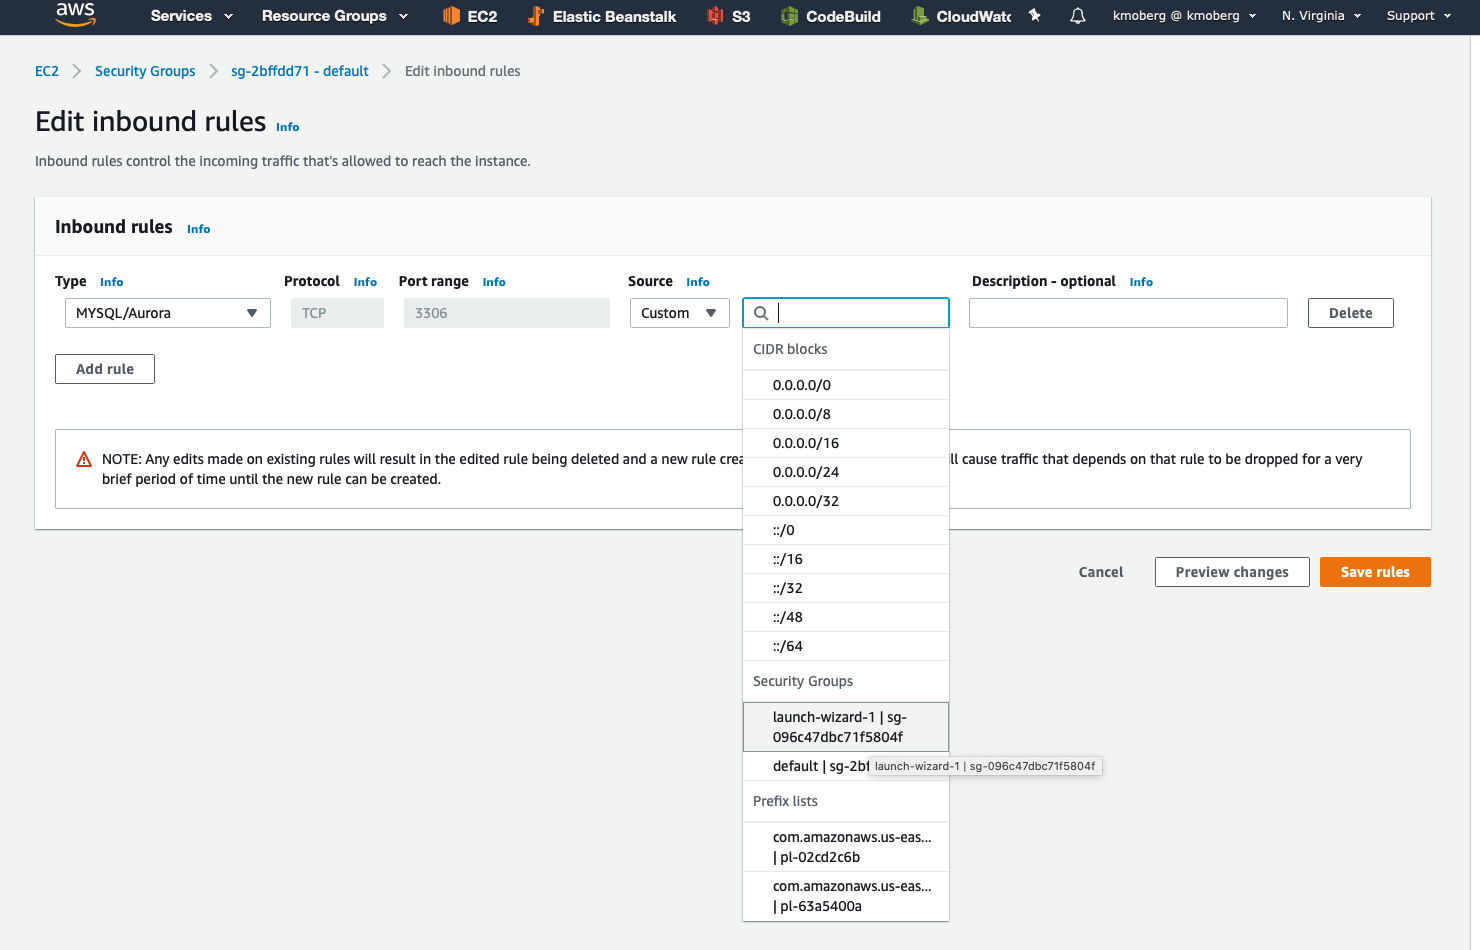 aws Services Resource Groups EC2 Elastic Beanstalk S3 CodeBuild CloudWatc kmoberg @ kmoberg N. Virginia Support
EC2 Security Groups sg-2bffdd71 - default Edit inbound rules
Edit inbound rules Info
Inbound rules control the incoming traffic that's allowed to reach the instance.
Inbound rules Info
Type Info Protocol Info Port range Info Source Info Description - optional Info
MYSQL/Aurora TCP 3306 Custom Delete
Add rule
CIDR blocks
0.0.0.0/0
0.0.0.0/8
0.0.0.0/16
0.0.0.0/24
0.0.0.0/32
::/0
::/16
::/32
::/48
::/64
Security Groups
launch-wizard-1 | sg-
096c47dbc71f5804f
default | sg-2bf
launch-wizard-1 | sg-096c47dbc71f5804f
Prefix lists
com.amazonaws.us-eas...
| pl-02cd2c6b
com.amazonaws.us-eas...
| pl-63a5400a
NOTE: Any edits made on existing rules will result in the edited rule being deleted and a new rule crea ll cause traffic that depends on that rule to be dropped for a very
brief period of time until the new rule can be created.
Cancel Preview changes Save rules